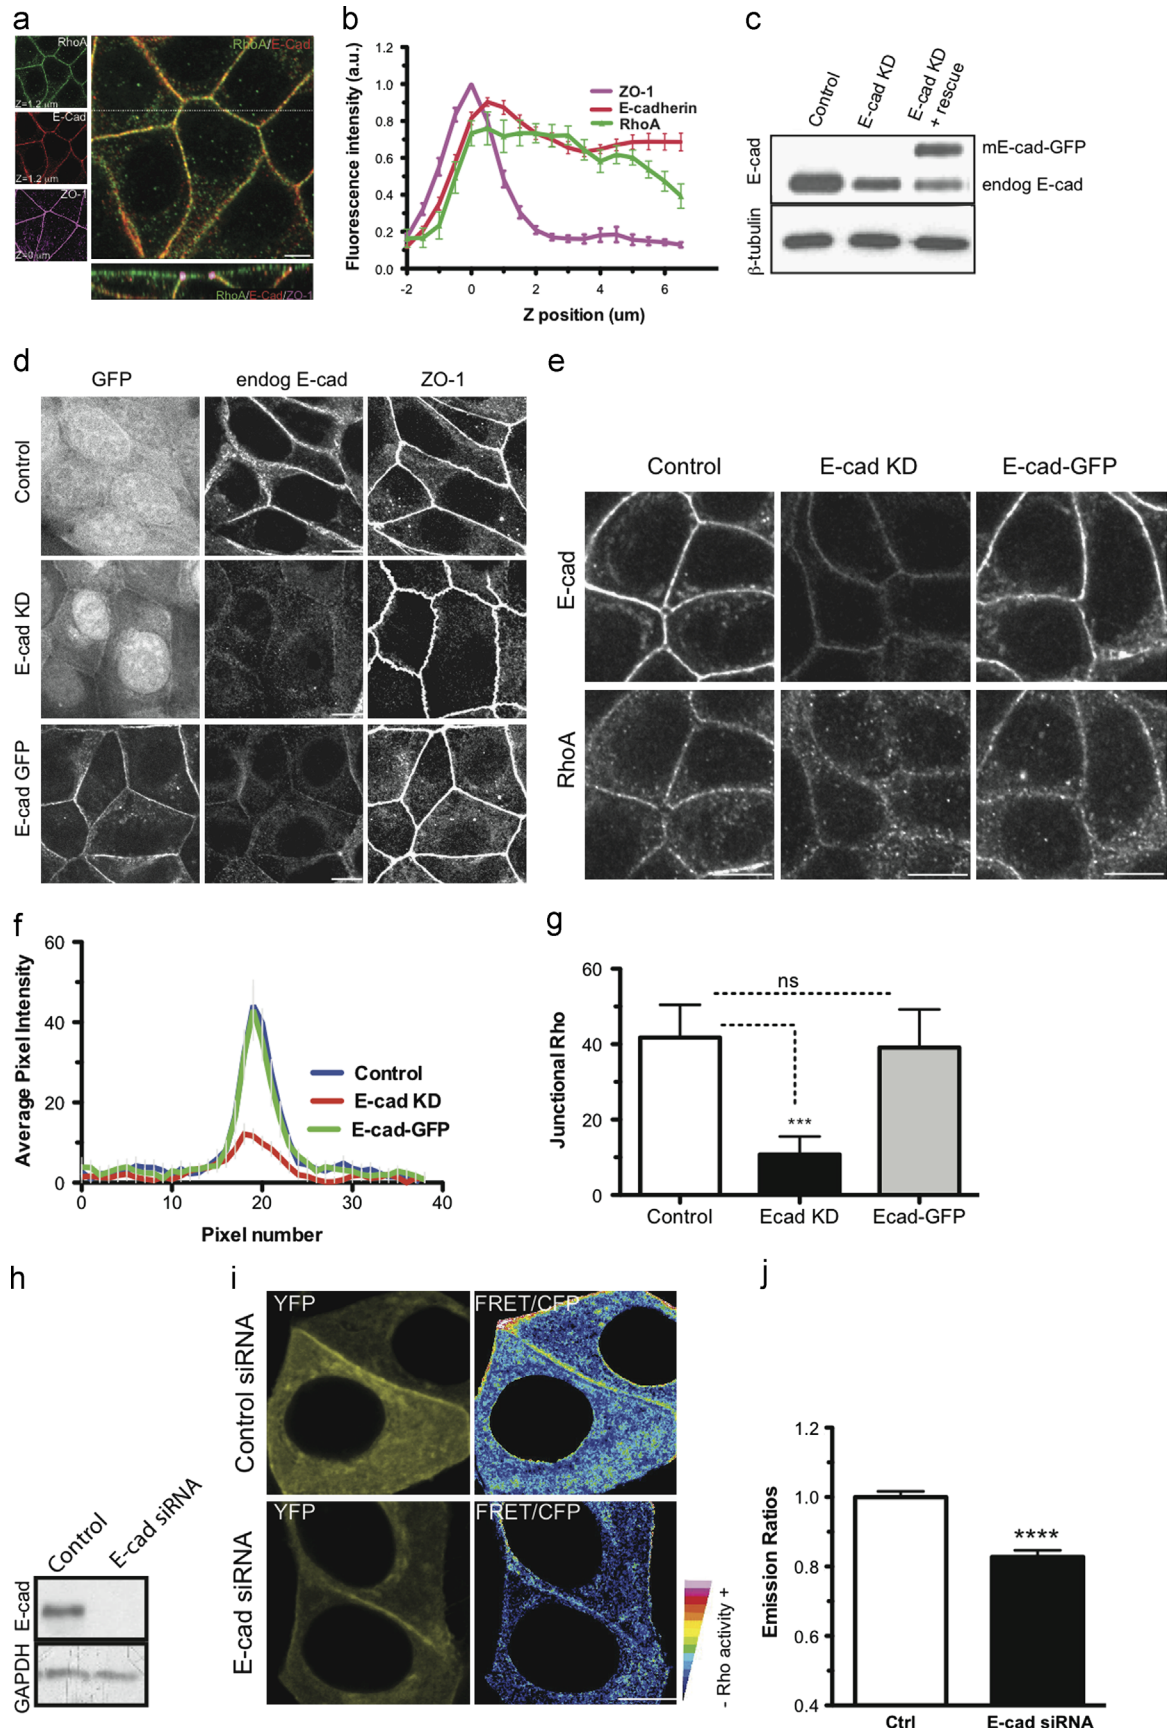 a
RhoA
Z=1.2 µm
E-Cad
Z=1.2 µm
ZO-1
Z=0 µm
RhoA/E-Cad
RhoA/E-Cad/ZO-1
b
Fluorescence intensity (a.u.)
1.2
1.0
0.8
0.6
0.4
0.2
0.0
-2
0
2
4
6
Z position (um)
ZO-1
E-cadherin
RhoA
c
Control
E-cad KD
E-cad KD
+ rescue
E-cad
β-tubulin
mE-cad-GFP
endog E-cad
d
GFP
endog E-cad
ZO-1
Control
E-cad KD
E-cad GFP
e
Control
E-cad KD
E-cad-GFP
E-cad
RhoA
f
Average Pixel Intensity
60
40
20
0
0
10
20
30
40
Pixel number
Control
E-cad KD
E-cad-GFP
g
Junctional Rho
60
40
20
0
ns
***
Control
Ecad KD
Ecad-GFP
h
Control
E-cad siRNA
E-cad
GAPDH
i
Control siRNA
E-cad siRNA
YFP
FRET/CFP
YFP
FRET/CFP
- Rho activity +
j
Emission Ratios
1.2
1.0
0.8
0.6
0.4
****
Ctrl
E-cad siRNA